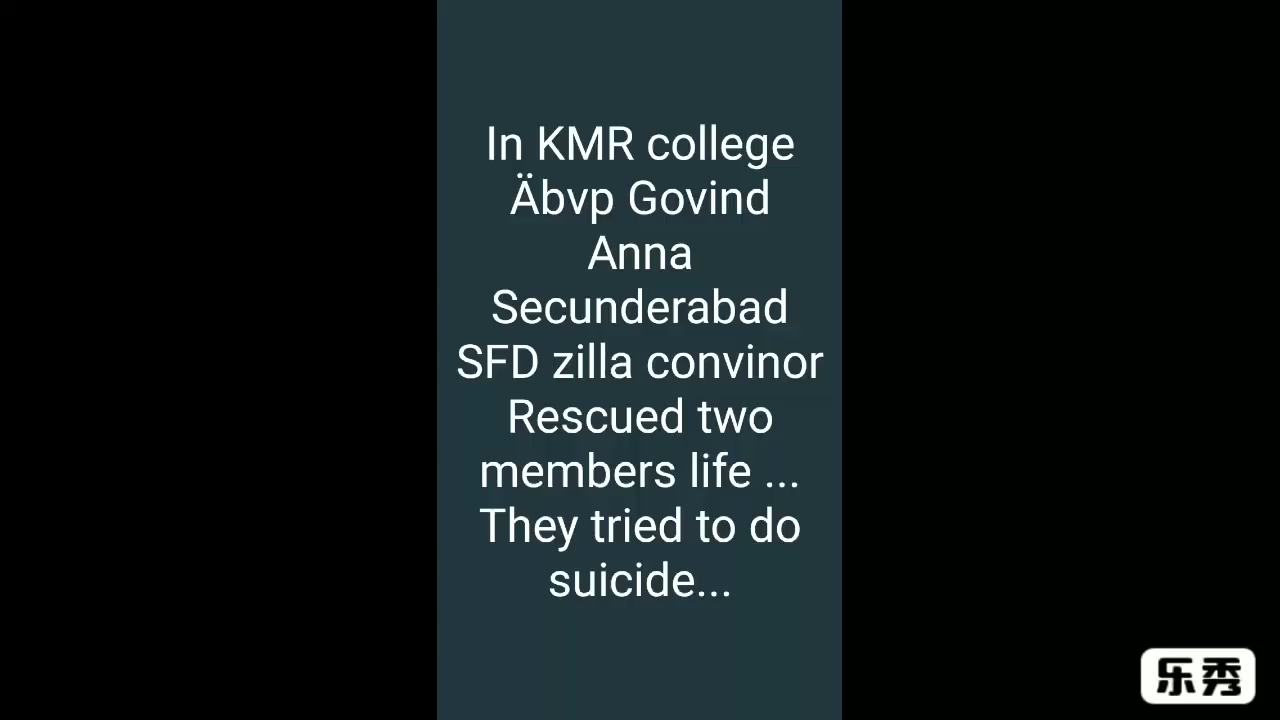 In KMR college
Äbvp Govind
Anna
Secunderabad
SFD zilla convinor
Rescued two
members life ...
They tried to do
suicide...
乐秀